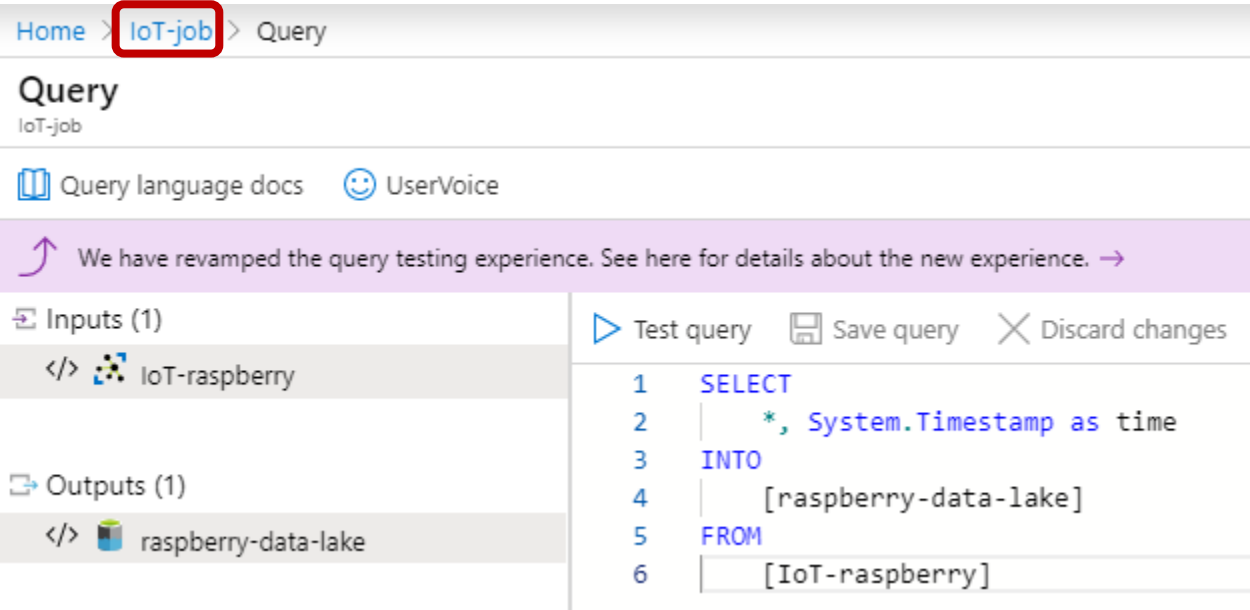 Home > IoT-job > Query
Query
IoT-job
Query language docs UserVoice
We have revamped the query testing experience. See here for details about the new experience. →
Inputs (1)
</> IoT-raspberry
Outputs (1)
</> raspberry-data-lake
Test query Save query Discard changes
1 SELECT
2 *, System.Timestamp as time
3 INTO
4 [raspberry-data-lake]
5 FROM
6 [IoT-raspberry]